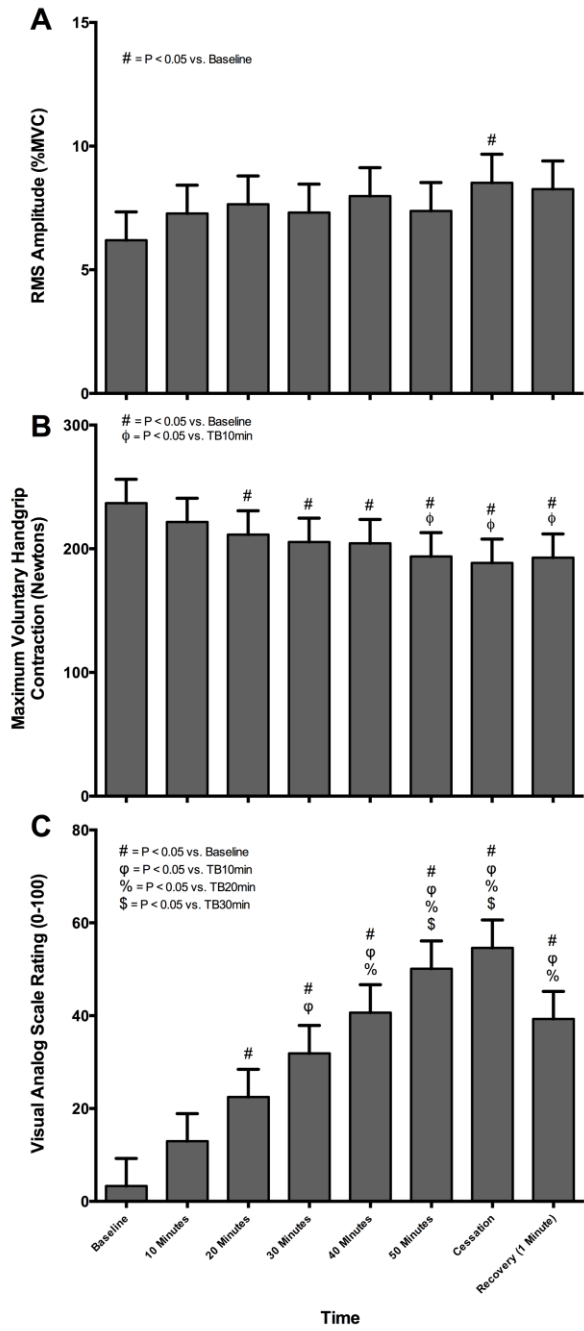 A
# = P < 0.05 vs. Baseline
RMS Amplitude (%MVC)
15
10
5
0
#
B
# = P < 0.05 vs. Baseline
ϕ = P < 0.05 vs. TB10min
Maximum Voluntary Handgrip
Contraction (Newtons)
300
200
100
0
# # # # # #
ϕ ϕ ϕ
C
# = P < 0.05 vs. Baseline
φ = P < 0.05 vs. TB10min
% = P < 0.05 vs. TB20min
$ = P < 0.05 vs. TB30min
Visual Analog Scale Rating (0-100)
80
60
40
20
0
#
#
φ
#
φ
%
#
φ
%
$
#
φ
%
$
#
φ
%
Baseline
10 Minutes
20 Minutes
30 Minutes
40 MInutes
50 Minutes
Cessation
Recovery (1 Minute)
Time